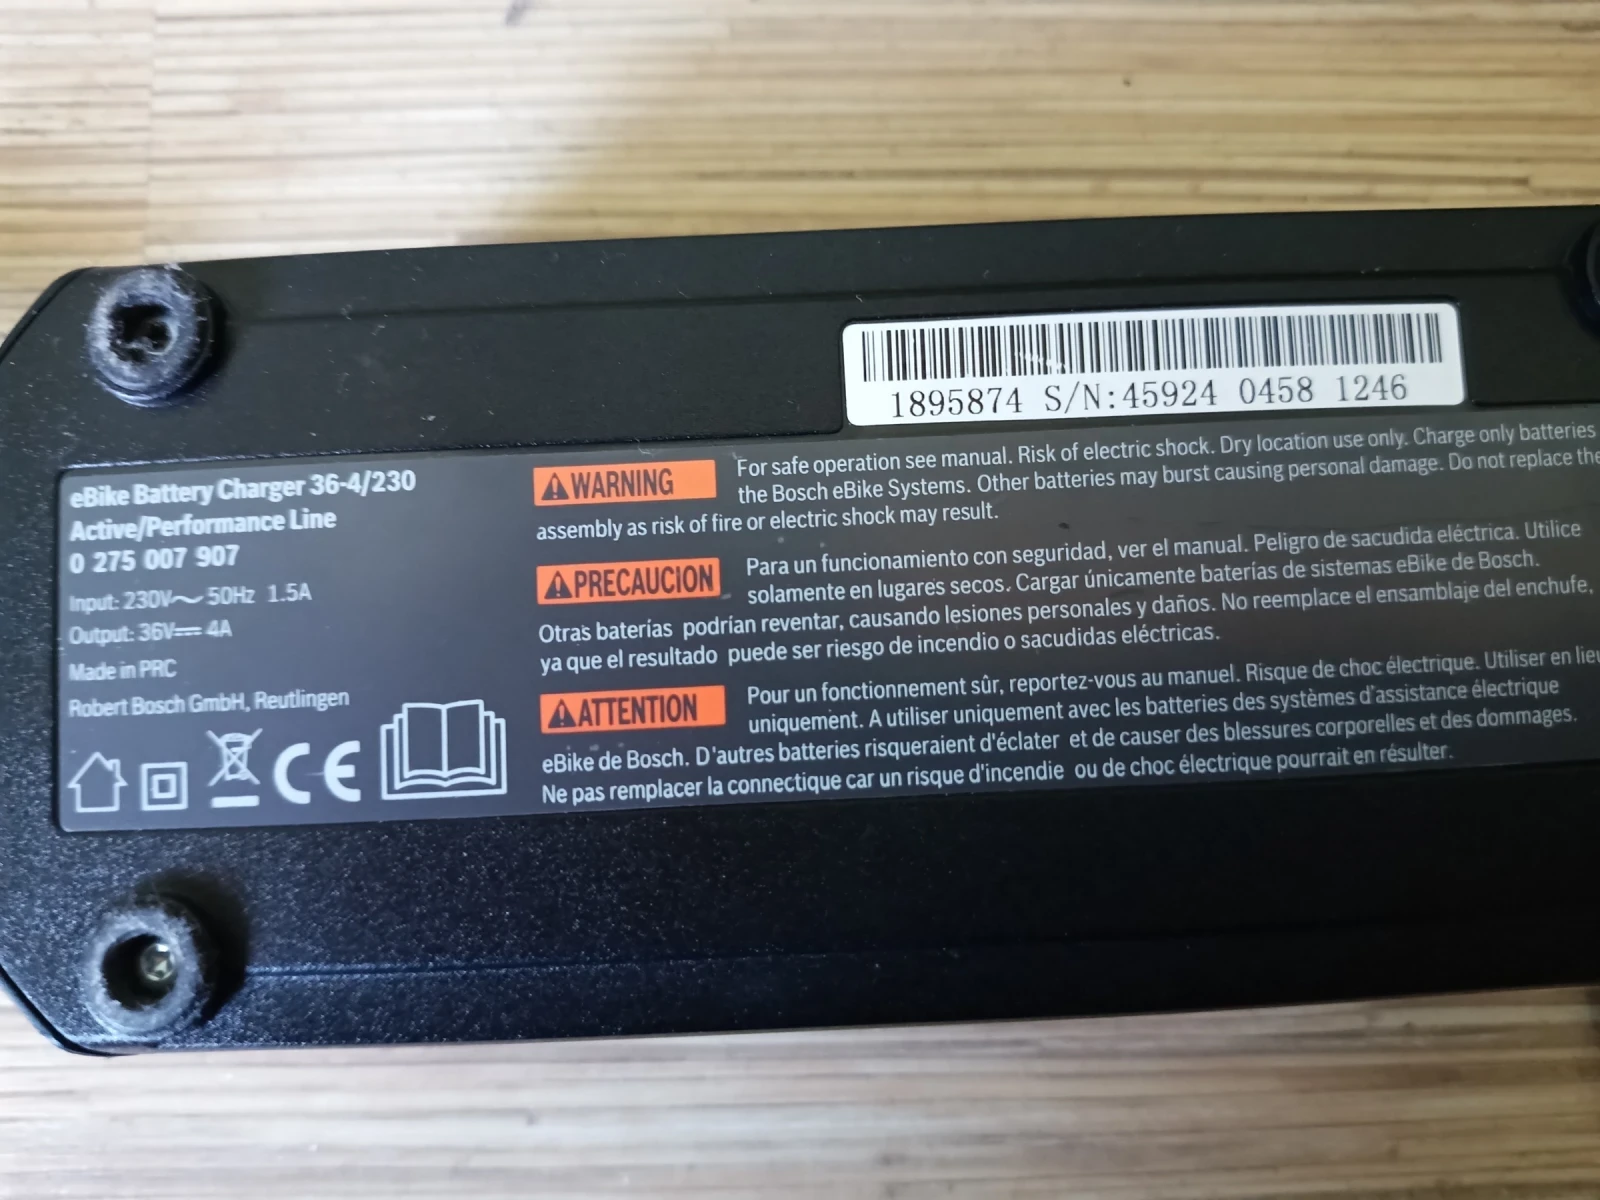 1895874 S/N:45924 0458 1246
eBike Battery Charger 36-4/230
Active/Performance Line
0 275 007 907
Input: 230V~ 50Hz 1.5A
Output: 36V⎓ 4A
Made in PRC
Robert Bosch GmbH, Reutlingen
CE
WARNING
For safe operation see manual. Risk of electric shock. Dry location use only. Charge only batteries
the Bosch eBike Systems. Other batteries may burst causing personal damage. Do not replace the
assembly as risk of fire or electric shock may result.
PRECAUCION
Para un funcionamiento con seguridad, ver el manual. Peligro de sacudida eléctrica. Utilice
solamente en lugares secos. Cargar únicamente baterías de sistemas eBike de Bosch.
Otras baterías podrían reventar, causando lesiones personales y daños. No reemplace el ensamblaje del enchufe,
ya que el resultado puede ser riesgo de incendio o sacudidas eléctricas.
ATTENTION
Pour un fonctionnement sûr, reportez-vous au manuel. Risque de choc électrique. Utiliser en lieu
uniquement. A utiliser uniquement avec les batteries des systèmes d'assistance électrique
eBike de Bosch. D'autres batteries risqueraient d'éclater et de causer des blessures corporelles et des dommages.
Ne pas remplacer la connectique car un risque d'incendie ou de choc électrique pourrait en résulter.